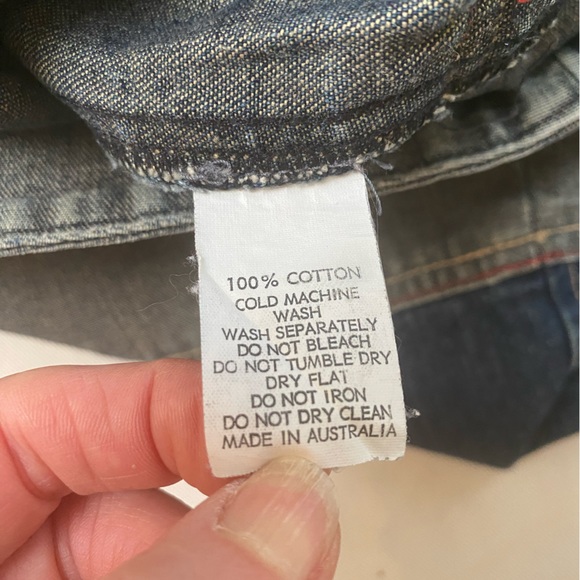 100% COTTON
COLD MACHINE
WASH
WASH SEPARATELY
DO NOT BLEACH
DO NOT TUMBLE DRY
DRY FLAT
DO NOT IRON
DO NOT DRY CLEAN
MADE IN AUSTRALIA